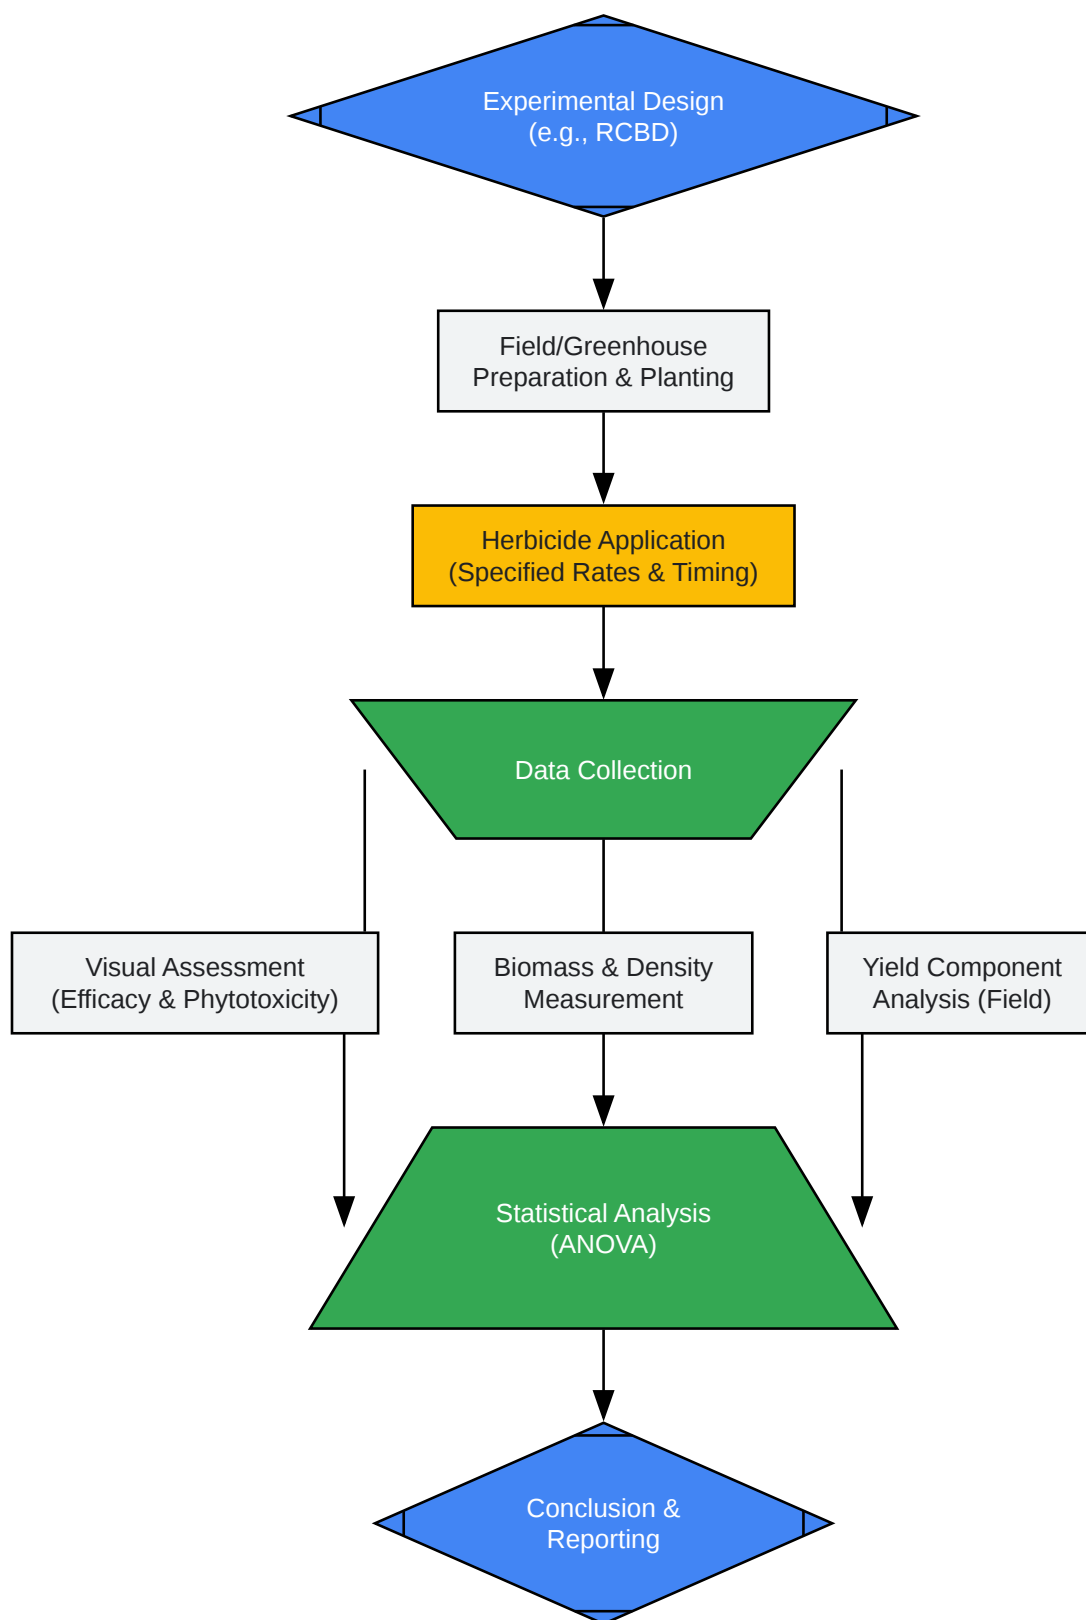 Experimental Design
(e.g., RCBD)
Field/Greenhouse
Preparation & Planting
Herbicide Application
(Specified Rates & Timing)
Data Collection
Visual Assessment
(Efficacy & Phytotoxicity)
Biomass & Density
Measurement
Yield Component
Analysis (Field)
Statistical Analysis
(ANOVA)
Conclusion &
Reporting